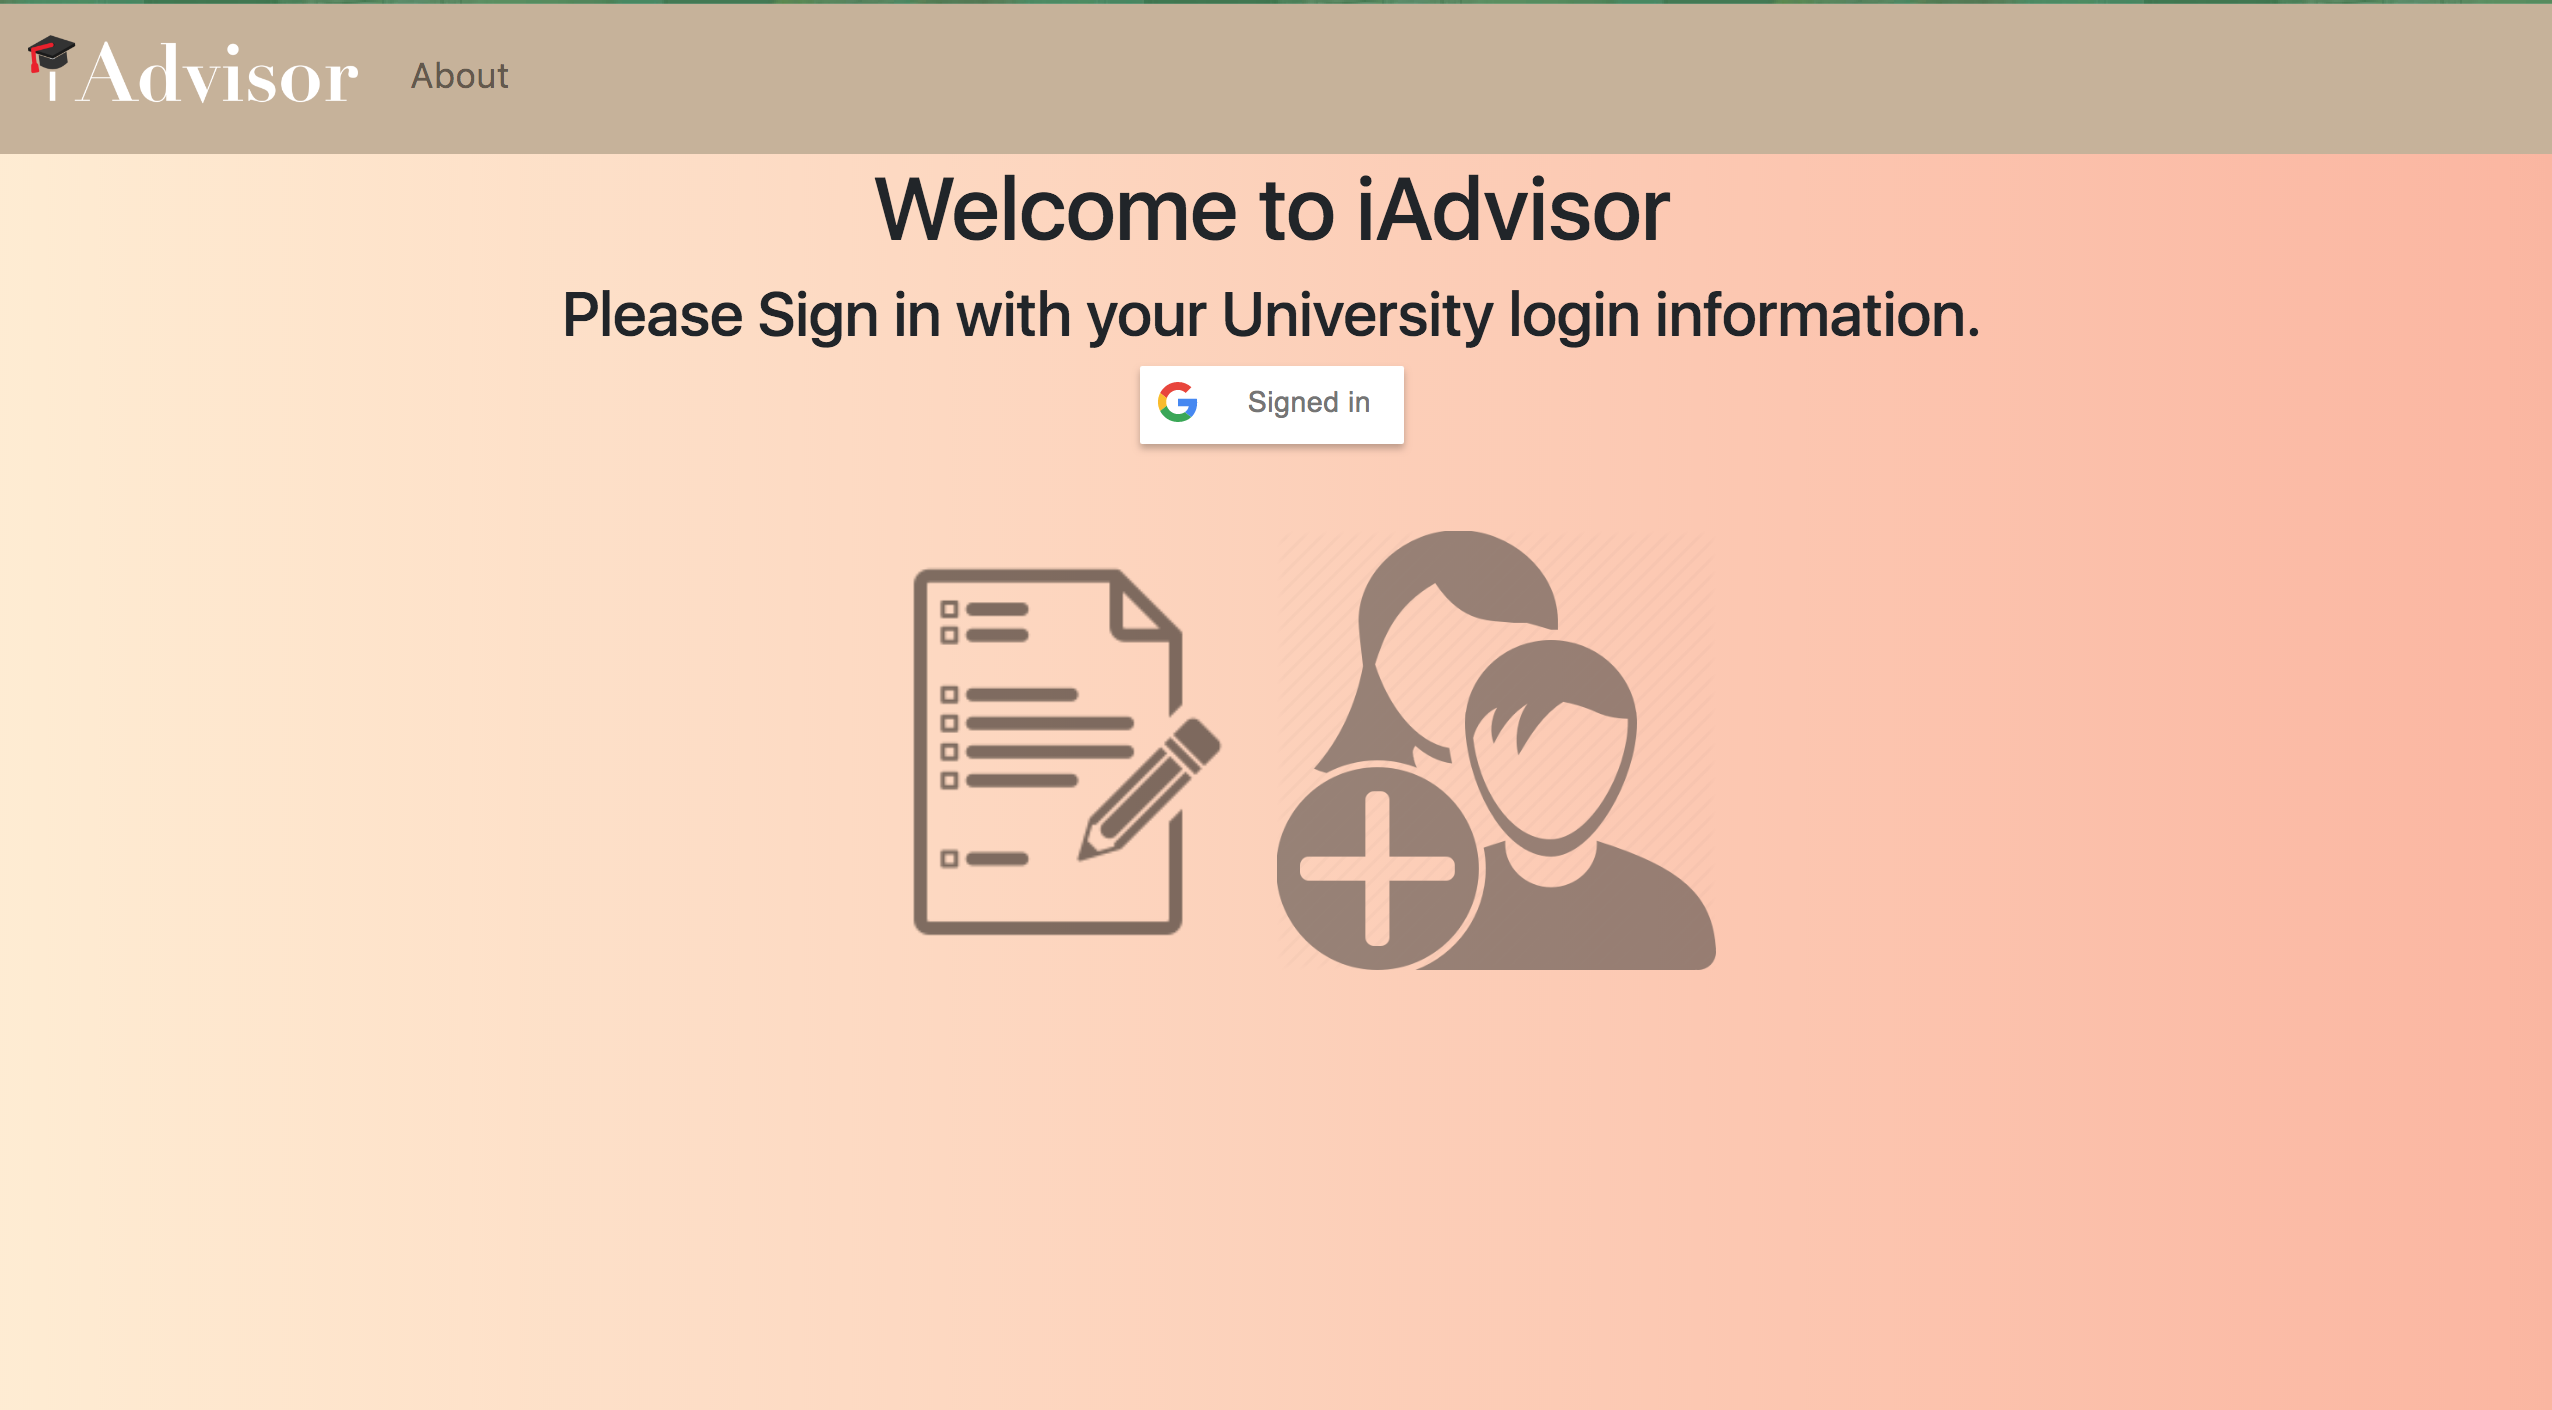 iAdvisor
About
Welcome to iAdvisor
Please Sign in with your University login information.
Signed in